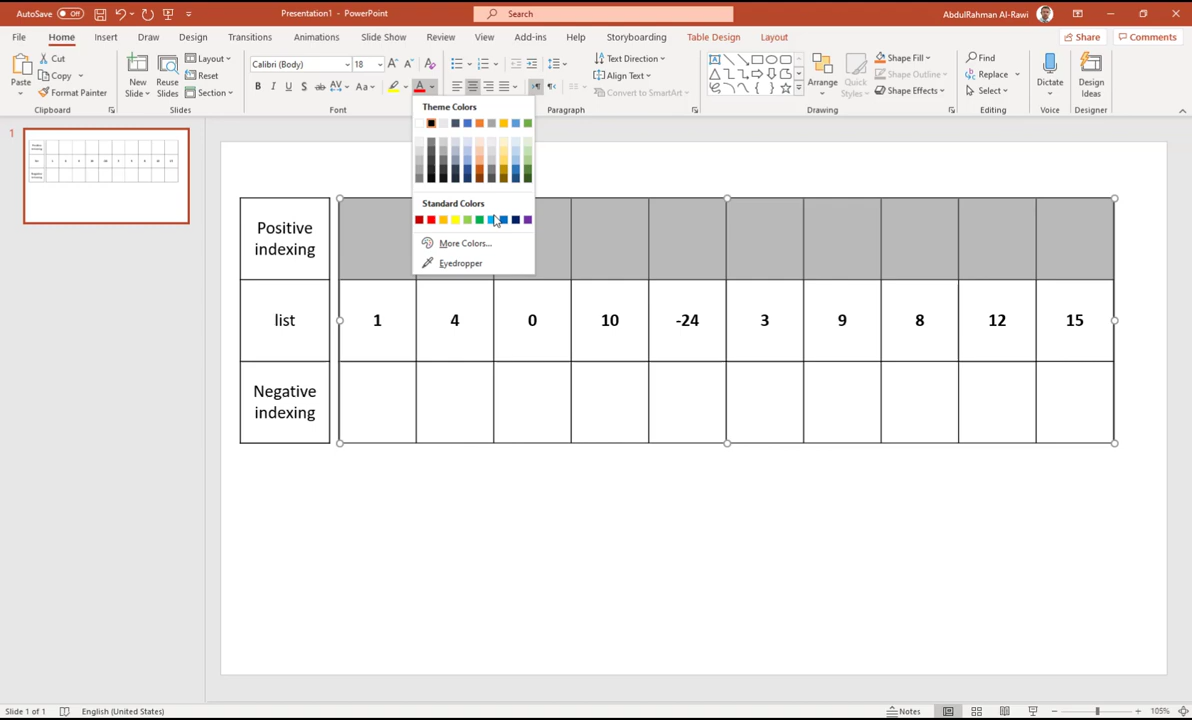 AutoSave Off Presentation1 - PowerPoint Search AbdulRahman Al-Rawi
File Home Insert Draw Design Transitions Animations Slide Show Review View Add-ins Help Storyboarding Table Design Layout Share Comments
Paste Cut Copy Format Painter Clipboard
New Slide Reuse Slides Layout Reset Section Slides
Calibri (Body) 18 A A A
B I U S ab AV Aa A Font
Text Direction Align Text Convert to SmartArt Paragraph
Arrange Quick Styles Shape Fill Shape Outline Shape Effects Drawing
Find Replace Select Editing
Dictate Voice
Design Ideas Designer
Theme Colors
Standard Colors
More Colors...
Eyedropper
1
Positive
indexing
list 1 4 0 10 -24 3 9 8 12 15
Negative
indexing
Slide 1 of 1 English (United States) Notes 105%